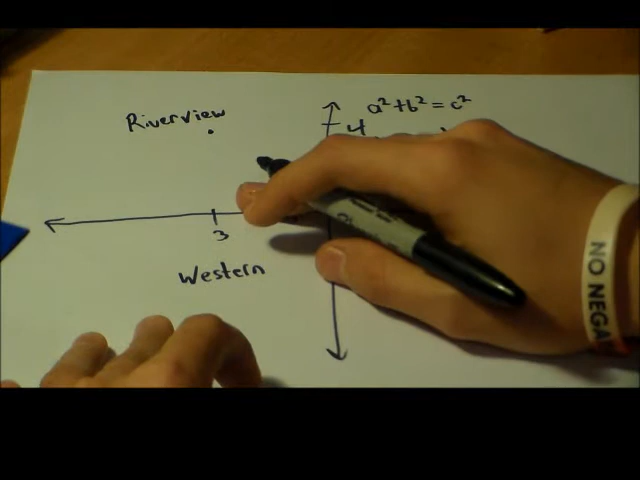 Riverview
a² + b² = c²
4
3
Western
NO NEGA